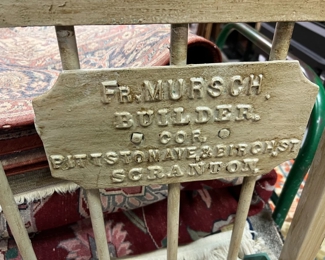 FR. MURSCH.
BUILDER.
COR.
PITTSTON AVE, & BIRCH ST
SCRANTON.